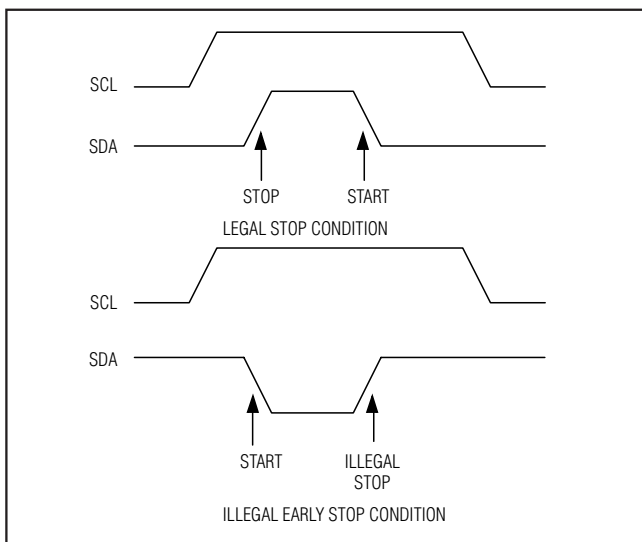 SCL
SDA
STOP START
LEGAL STOP CONDITION
SCL
SDA
START ILLEGAL
STOP
ILLEGAL EARLY STOP CONDITION